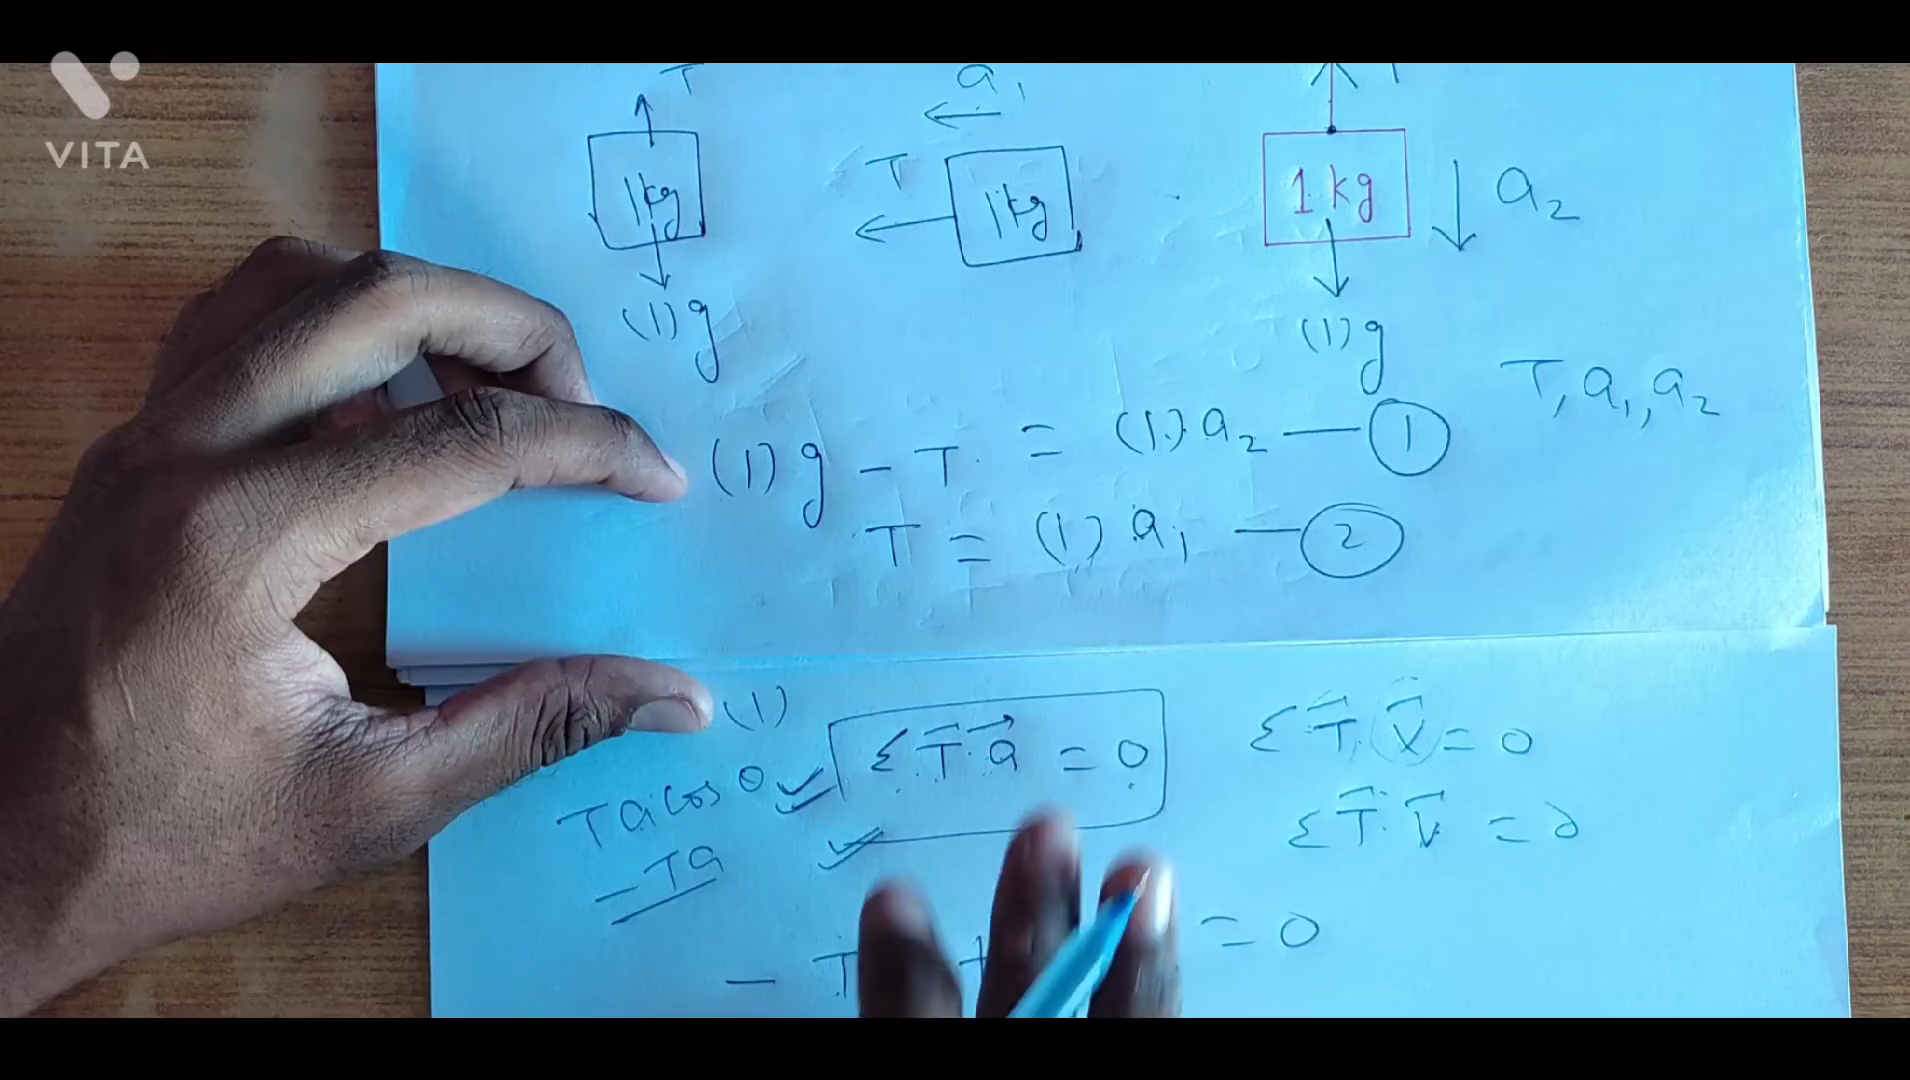 VITA
T
a₁
T
1kg
1kg
1 kg
a₂
(1)g
(1)g
T, a₁, a₂
(1)g - T = (1)a₂ — 1
T = (1)a₁ — 2
(1)
Σ T⃗.a⃗ = 0
Σ T⃗. V⃗ = 0
Ta cos θ
Σ T⃗. V⃗ =
- Ta
= 0
- T +